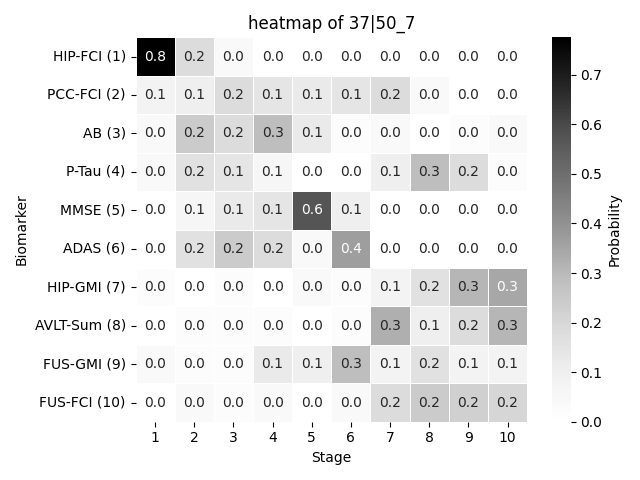 heatmap of 37|50_7
HIP-FCI (1) 0.8 0.2 0.0 0.0 0.0 0.0 0.0 0.0 0.0 0.0
PCC-FCI (2) 0.1 0.1 0.2 0.1 0.1 0.1 0.2 0.0 0.0 0.0
AB (3) 0.0 0.2 0.2 0.3 0.1 0.0 0.0 0.0 0.0 0.0
P-Tau (4) 0.0 0.2 0.1 0.1 0.0 0.0 0.1 0.3 0.2 0.0
MMSE (5) 0.0 0.1 0.1 0.1 0.6 0.1 0.0 0.0 0.0 0.0
ADAS (6) 0.0 0.2 0.2 0.2 0.0 0.4 0.0 0.0 0.0 0.0
HIP-GMI (7) 0.0 0.0 0.0 0.0 0.0 0.0 0.1 0.2 0.3 0.3
AVLT-Sum (8) 0.0 0.0 0.0 0.0 0.0 0.0 0.3 0.1 0.2 0.3
FUS-GMI (9) 0.0 0.0 0.0 0.1 0.1 0.3 0.1 0.2 0.1 0.1
FUS-FCI (10) 0.0 0.0 0.0 0.0 0.0 0.0 0.2 0.2 0.2 0.2
1 2 3 4 5 6 7 8 9 10
Stage
Biomarker
0.7
0.6
0.5
0.4
0.3
0.2
0.1
0.0
Probability